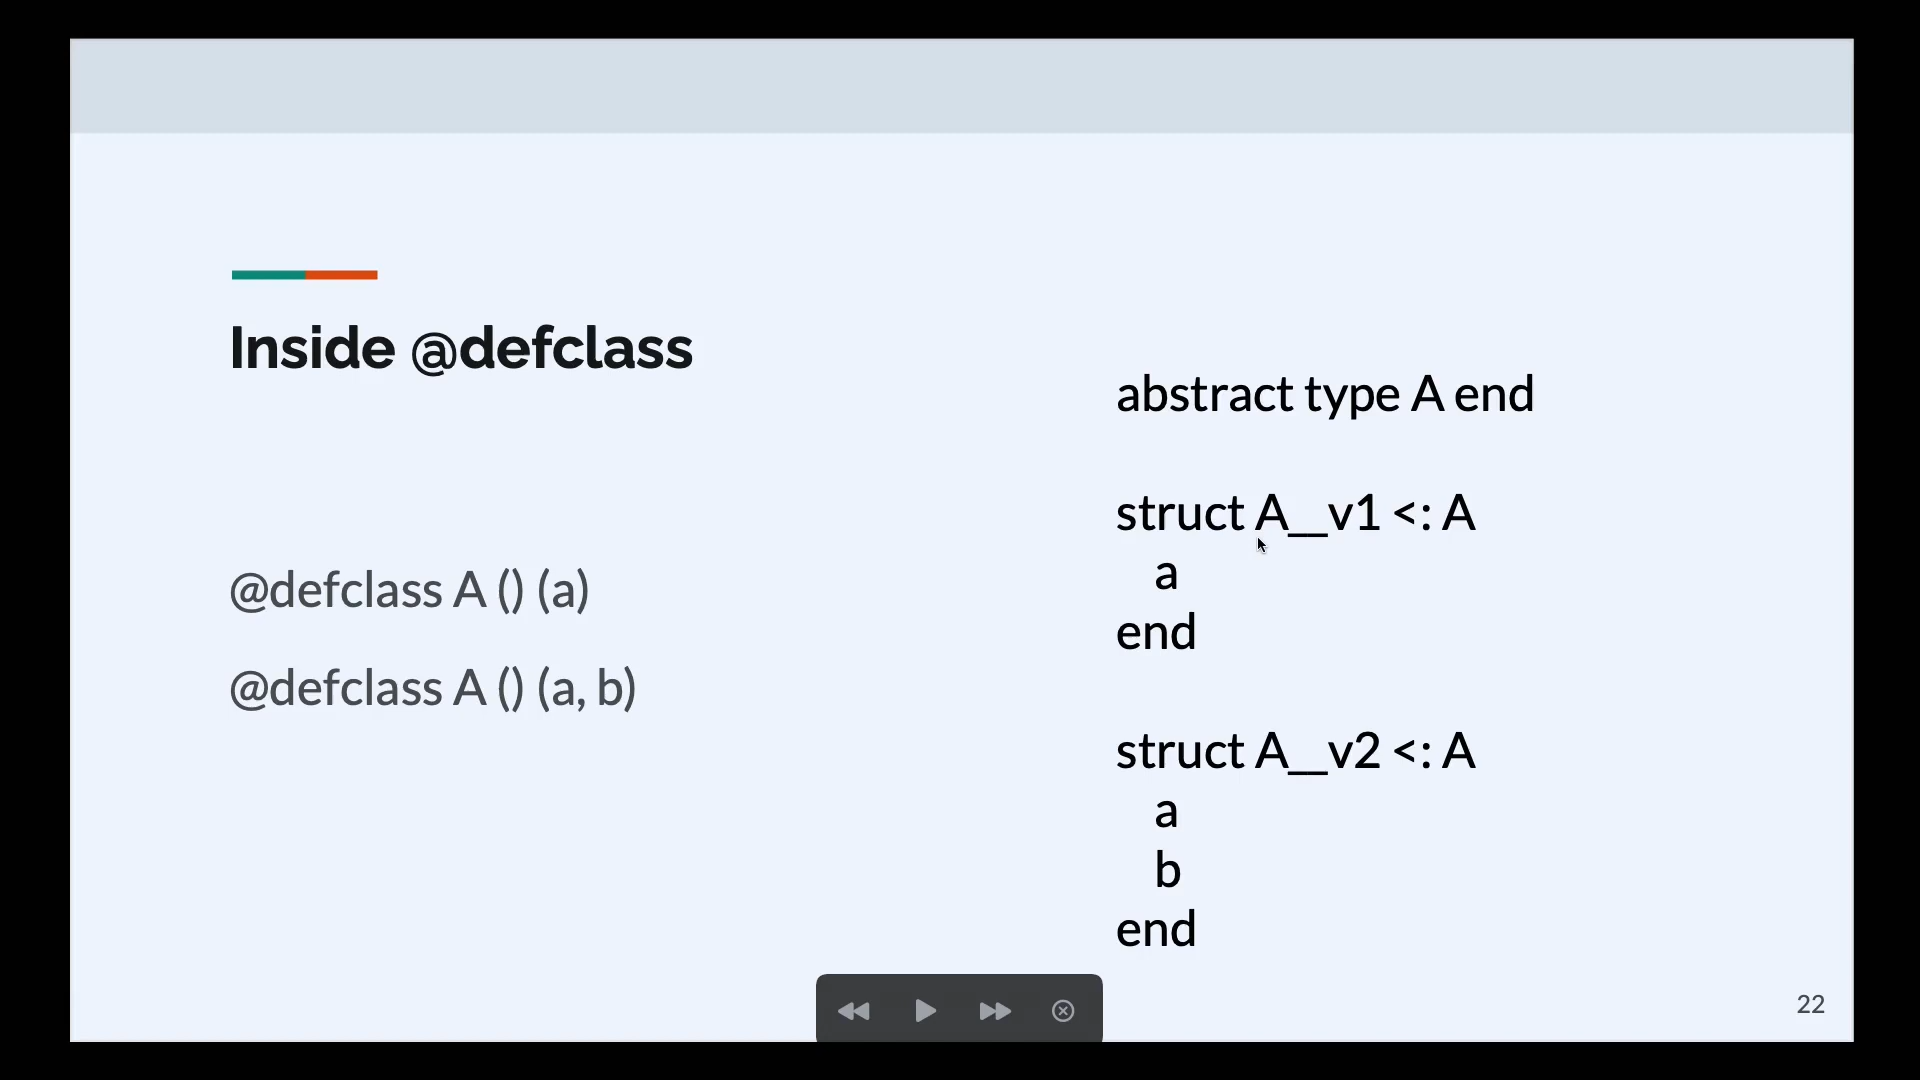 Inside @defclass
@defclass A () (a)
@defclass A () (a, b)
abstract type A end
struct A__v1 <: A
a
end
struct A__v2 <: A
a
b
end
22